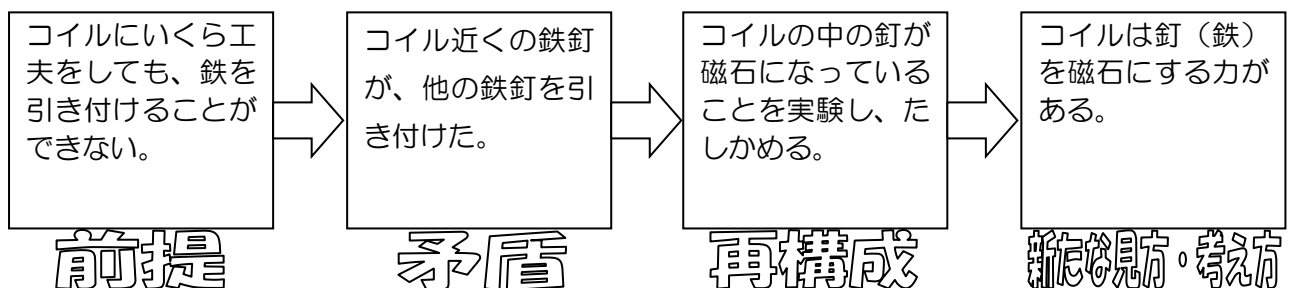 コイルにいくら工
夫をしても、鉄を
引き付けることが
できない。
コイル近くの鉄釘
が、他の鉄釘を引
き付けた。
コイルの中の釘が
磁石になっている
ことを実験し、た
しかめる。
コイルは釘（鉄）
を磁石にする力が
ある。
前提
矛盾
再構成
新たな見方・考え方